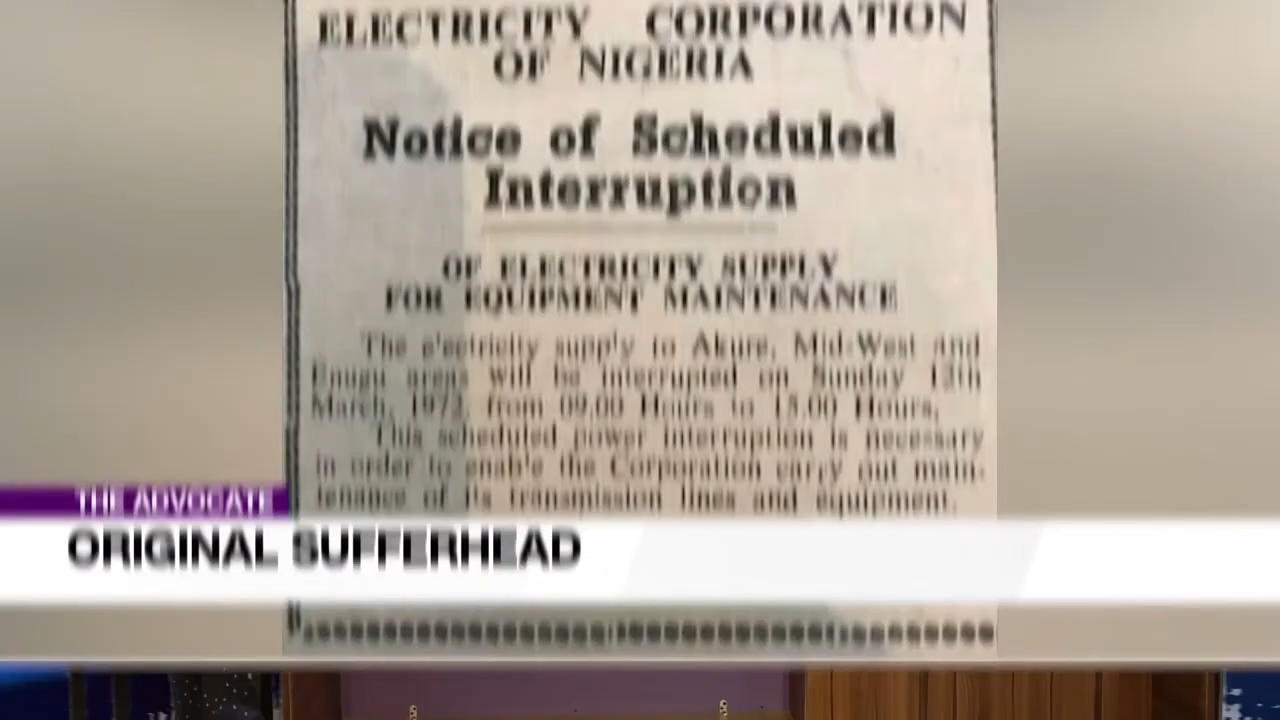 ELECTRICITY CORPORATION
OF NIGERIA
Notice of Scheduled
Interruption
OF ELECTRICITY SUPPLY
FOR EQUIPMENT MAINTENANCE
The electricity supply to Akure, Mid-West and
Enugu areas will be interrupted on Sunday 12th
March, 1972, from 09.00 Hours to 15.00 Hours.
This scheduled power interruption is necessary
in order to enable the Corporation carry out main-
tenance of its transmission lines and equipment.
THE ADVOCATE
ORIGINAL SUFFERHEAD